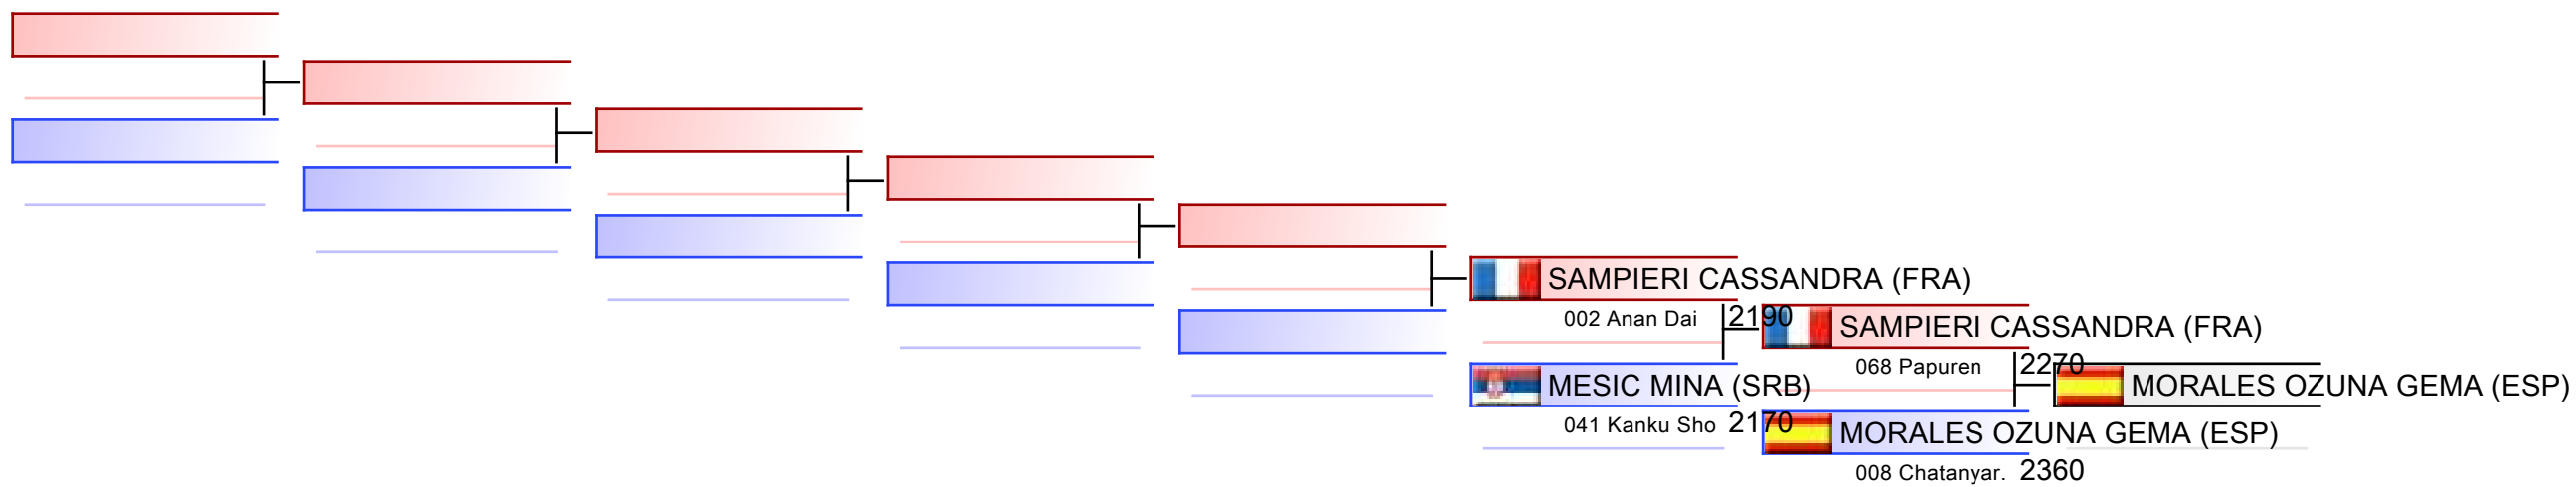 SAMPIERI CASSANDRA (FRA)
002 Anan Dai 2190
MESIC MINA (SRB)
041 Kanku Sho 2170
SAMPIERI CASSANDRA (FRA)
068 Papuren 2270
MORALES OZUNA GEMA (ESP)
008 Chatanyar. 2360
MORALES OZUNA GEMA (ESP)